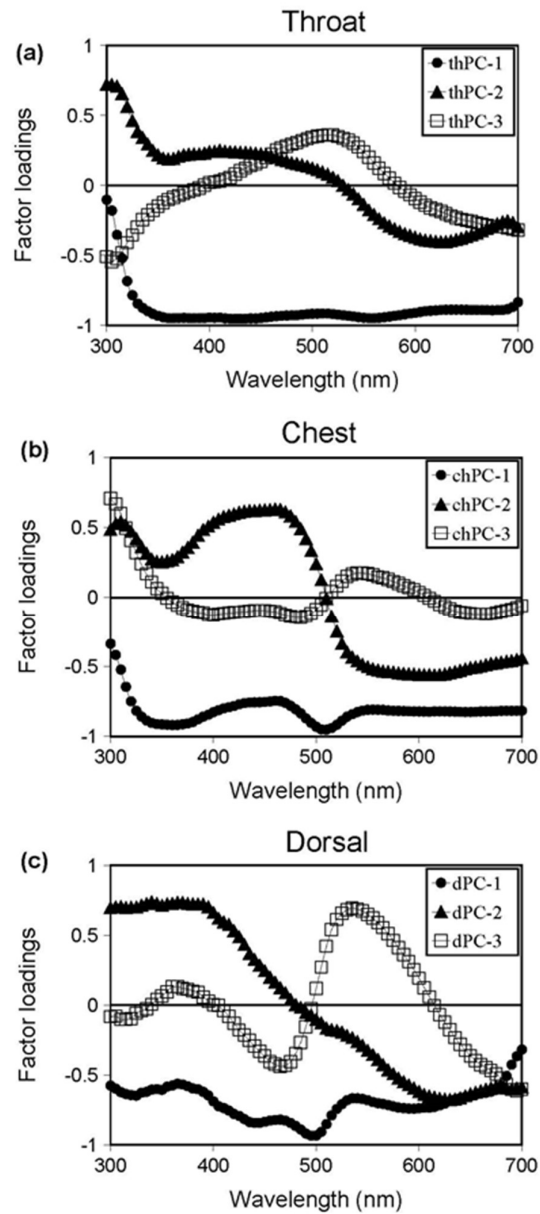 Throat
(a)
1
0.5
0
-0.5
-1
Factor loadings
thPC-1
thPC-2
thPC-3
300 400 500 600 700
Wavelength (nm)
Chest
(b)
1
0.5
0
-0.5
-1
Factor loadings
chPC-1
chPC-2
chPC-3
300 400 500 600 700
Wavelength (nm)
Dorsal
(c)
1
0.5
0
-0.5
-1
Factor loadings
dPC-1
dPC-2
dPC-3
300 400 500 600 700
Wavelength (nm)